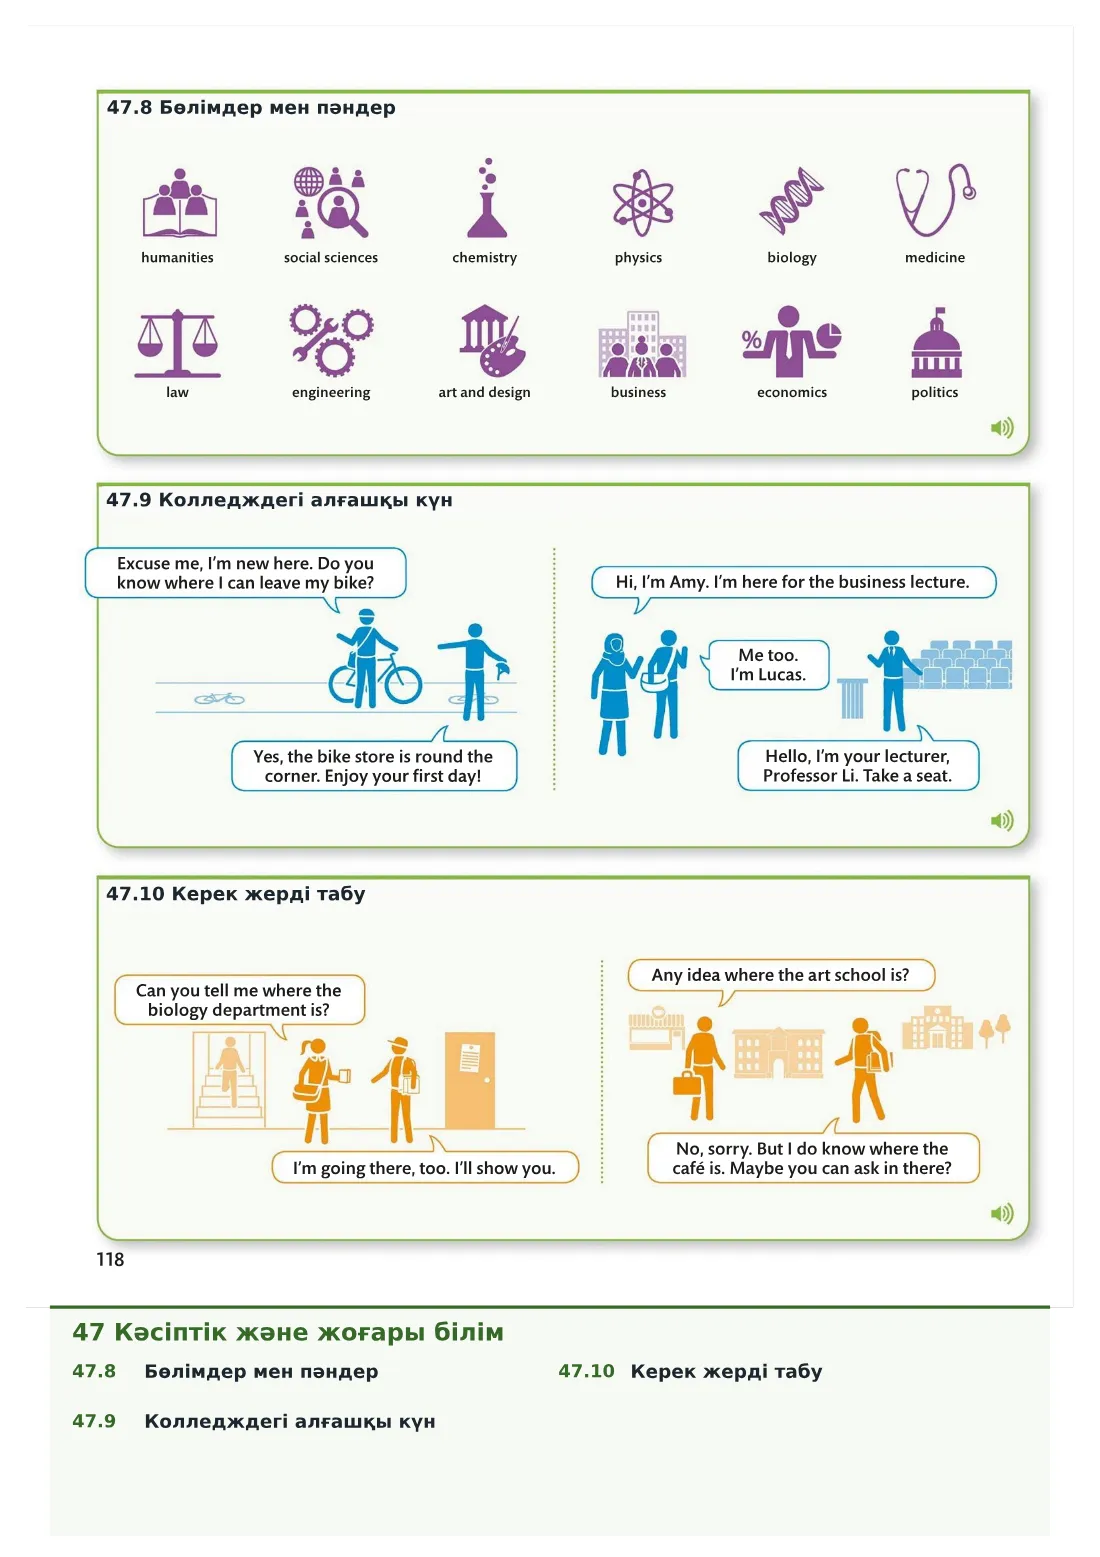 47.8 Бөлімдер мен пәндер
humanities
social sciences
chemistry
physics
biology
medicine
%
law
engineering
art and design
business
economics
politics
47.9 Колледждегі алғашқы күн
Excuse me, I'm new here. Do you
know where I can leave my bike?
Yes, the bike store is round the
corner. Enjoy your first day!
Hi, I'm Amy. I'm here for the business lecture.
Me too.
I'm Lucas.
Hello, I'm your lecturer,
Professor Li. Take a seat.
47.10 Керек жерді табу
Can you tell me where the
biology department is?
I'm going there, too. I'll show you.
Any idea where the art school is?
No, sorry. But I do know where the
café is. Maybe you can ask in there?
118
47 Кәсіптік және жоғары білім
47.8 Бөлімдер мен пәндер
47.9 Колледждегі алғашқы күн
47.10 Керек жерді табу